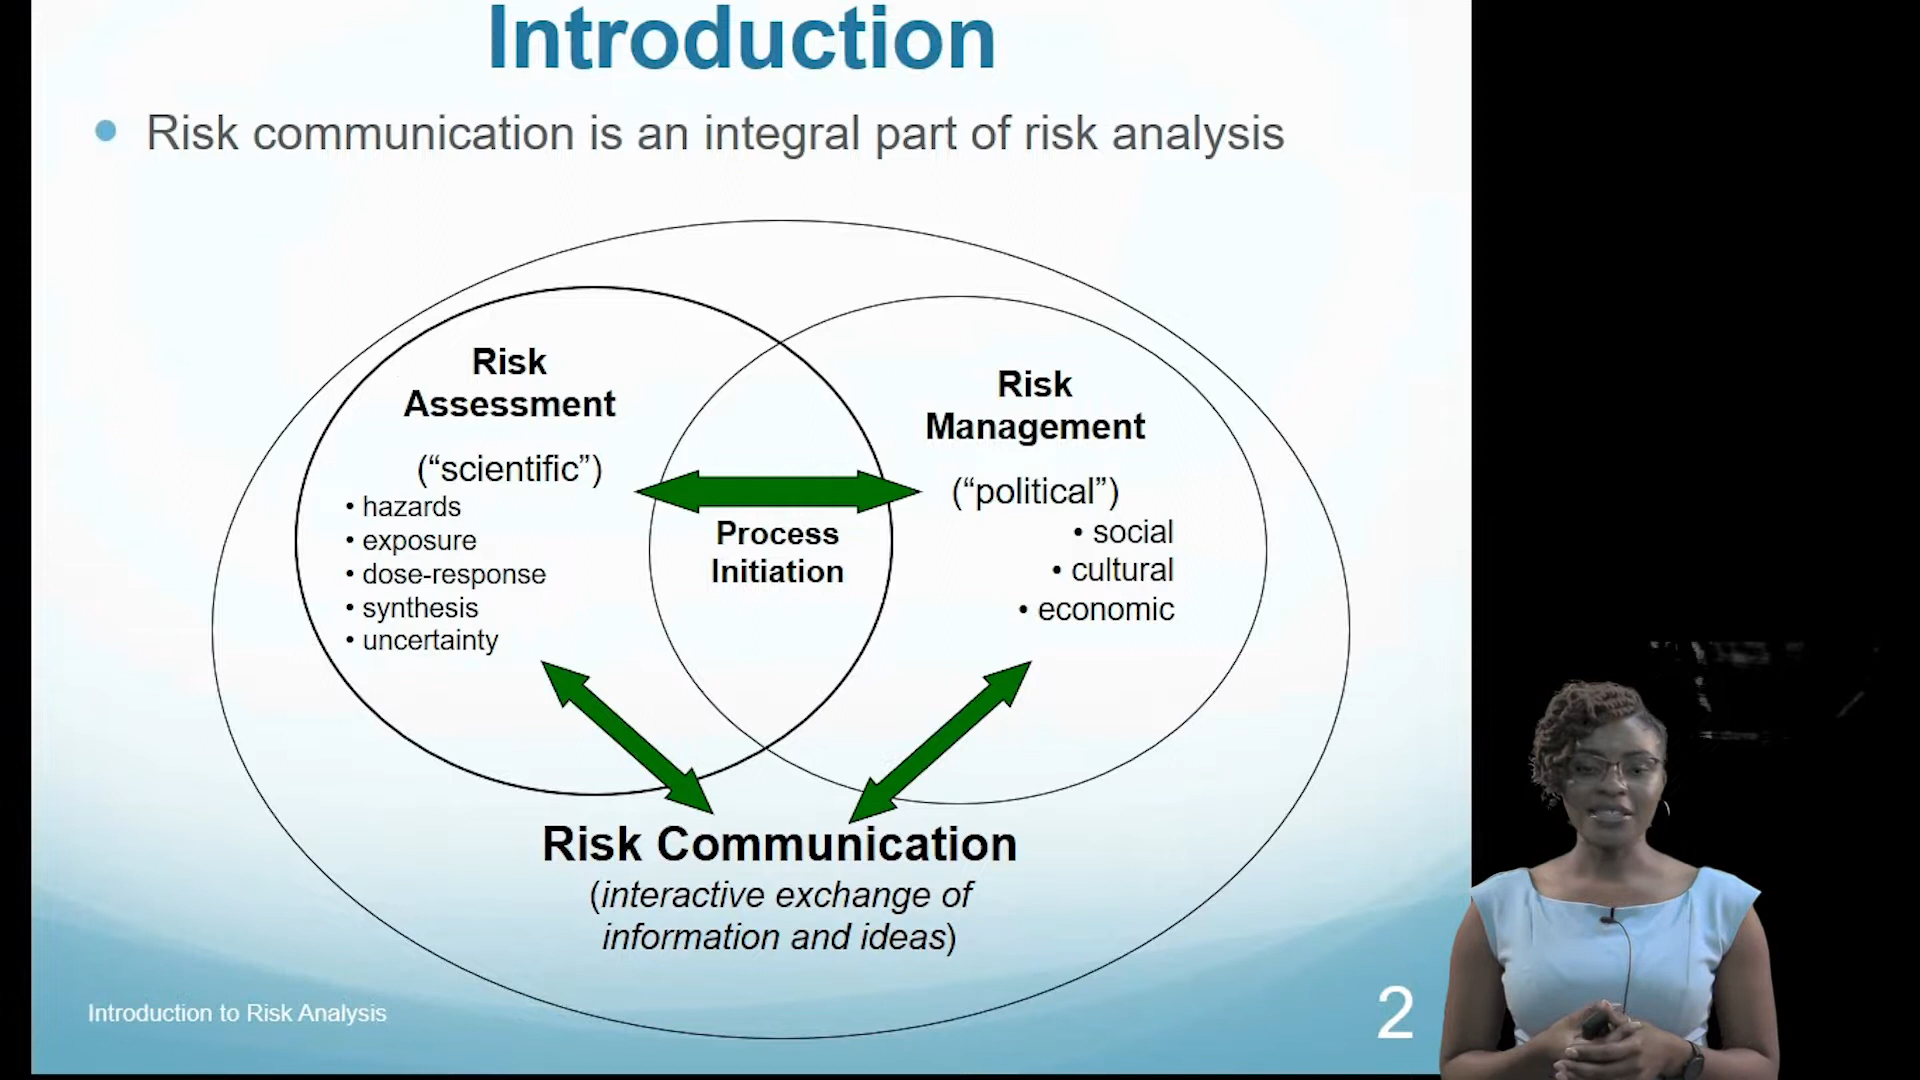 Introduction
• Risk communication is an integral part of risk analysis
Risk
Assessment
(“scientific”)
• hazards
• exposure
• dose-response
• synthesis
• uncertainty
Process
Initiation
Risk
Management
(“political”)
• social
• cultural
• economic
Risk Communication
(interactive exchange of
information and ideas)
Introduction to Risk Analysis
2